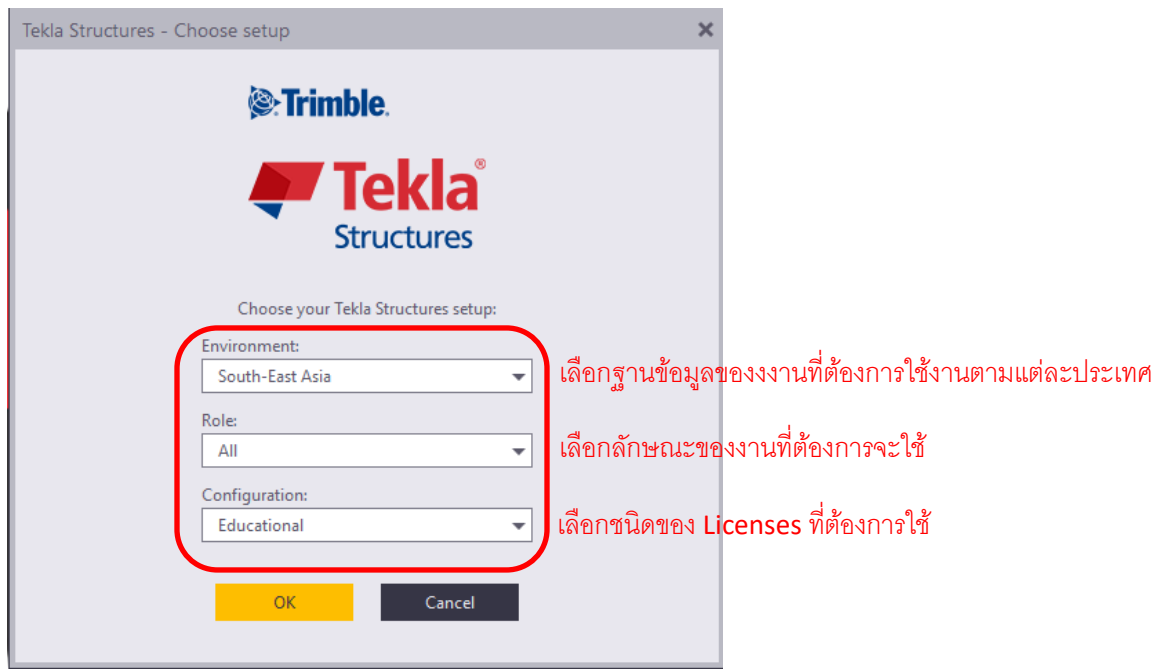 Tekla Structures - Choose setup
Trimble.
Tekla®
Structures
Choose your Tekla Structures setup:
Environment:
South-East Asia เลือกฐานข้อมูลของงงานที่ต้องการใช้งานตามแต่ละประเทศ
Role:
All เลือกลักษณะของงานที่ต้องการจะใช้
Configuration:
Educational เลือกชนิดของ Licenses ที่ต้องการใช้
OK Cancel